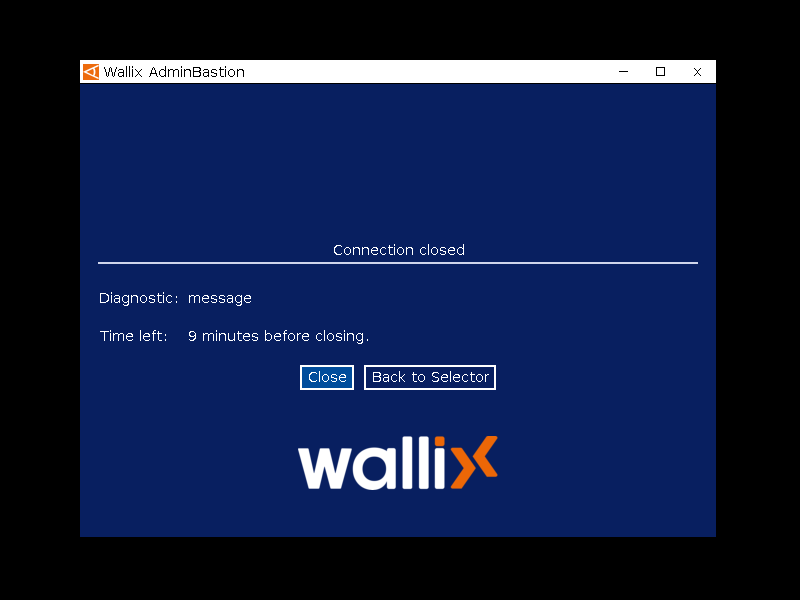 Wallix AdminBastion
Connection closed
Diagnostic: message
Time left: 9 minutes before closing.
Close Back to Selector
wallix